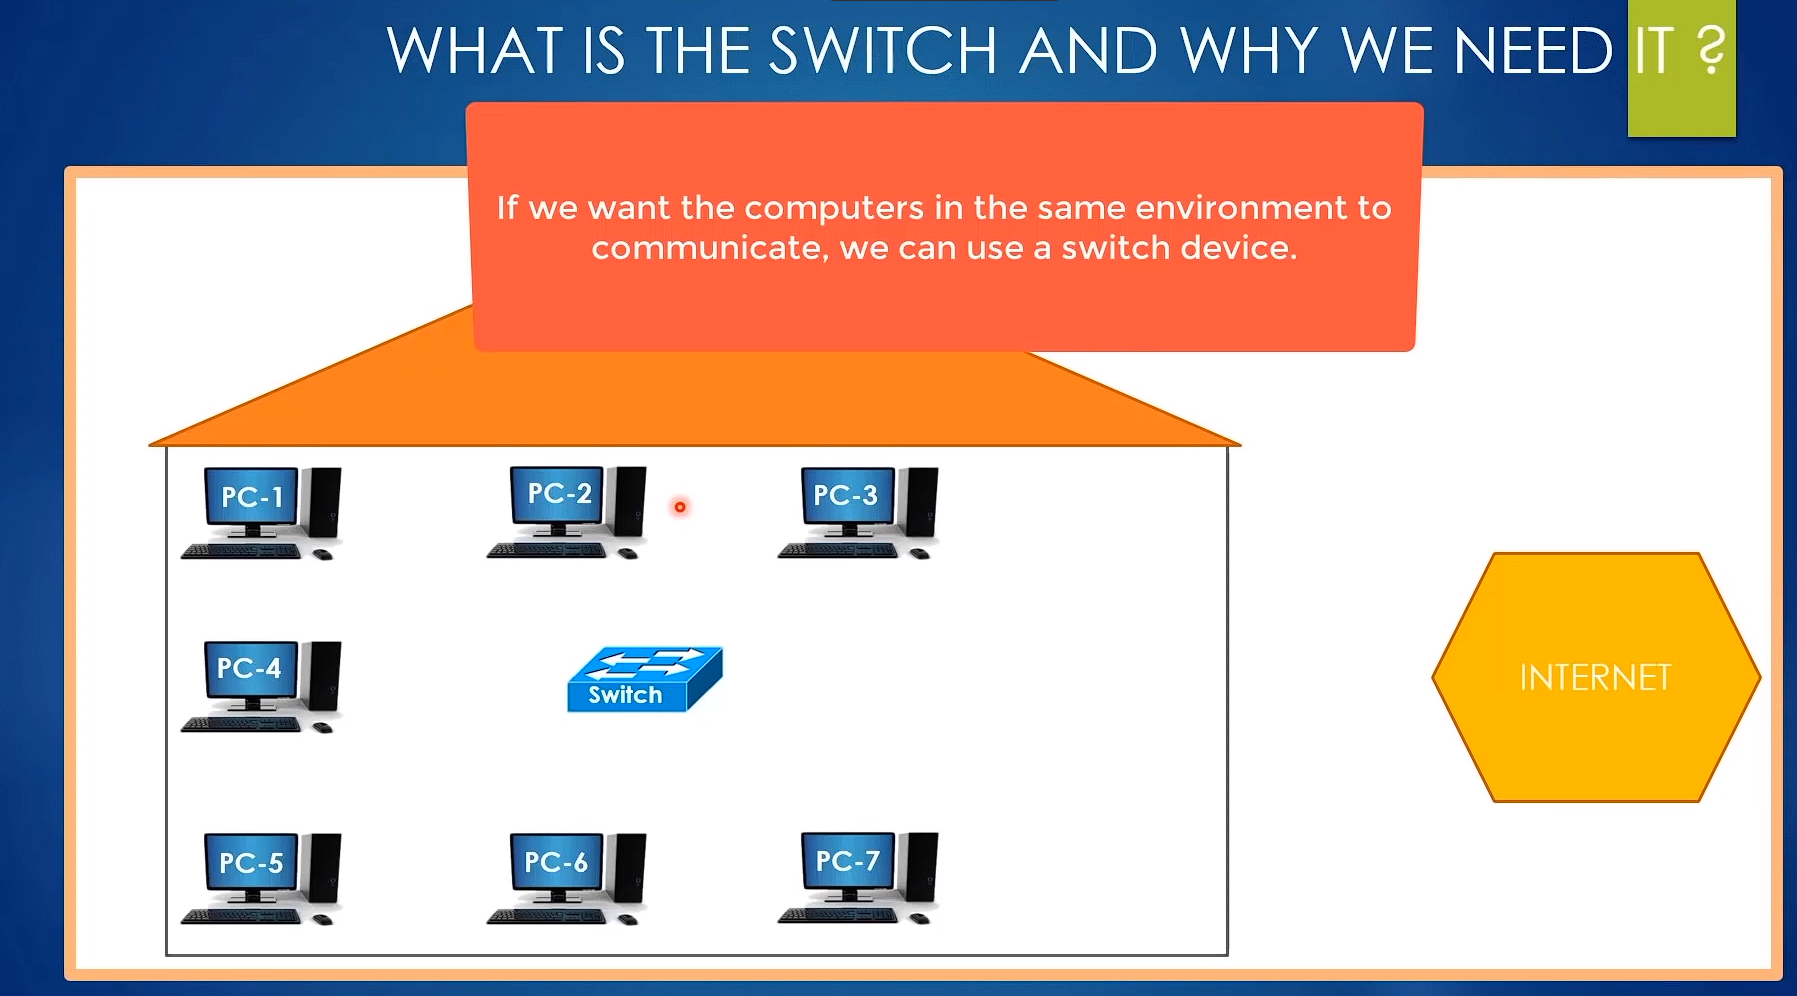 WHAT IS THE SWITCH AND WHY WE NEED IT ?
If we want the computers in the same environment to
communicate, we can use a switch device.
PC-1
PC-2
PC-3
PC-4
Switch
INTERNET
PC-5
PC-6
PC-7